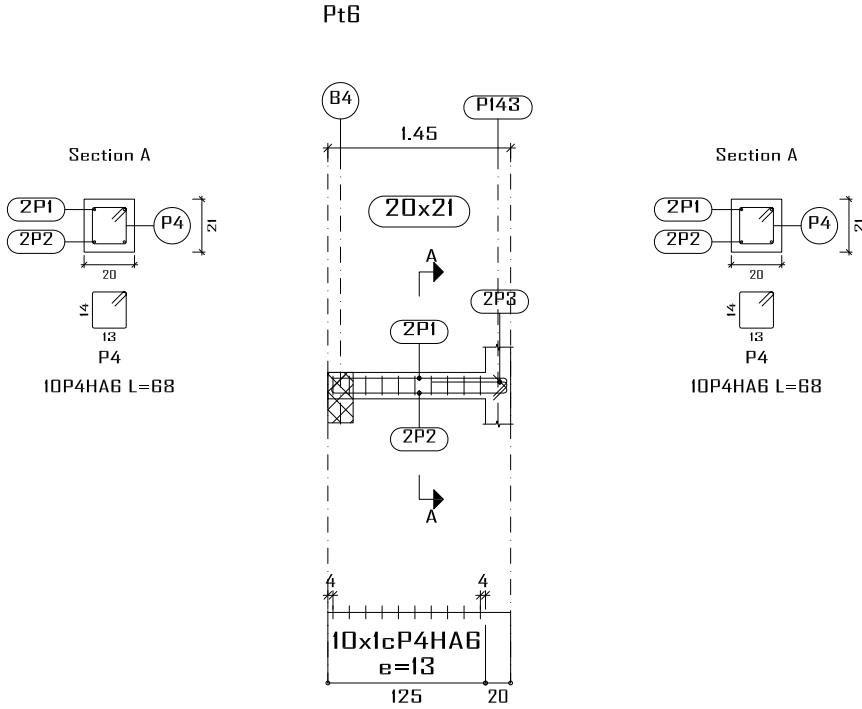 Pt6
B4
P143
1.45
Section A
2P1
2P2
P4
21
20
14
13
P4
10P4HA6 L=68
20x21
A
2P3
2P1
2P2
A
4
4
10x1cP4HA6
e=13
125
20
Section A
2P1
2P2
P4
21
20
14
13
P4
10P4HA6 L=68